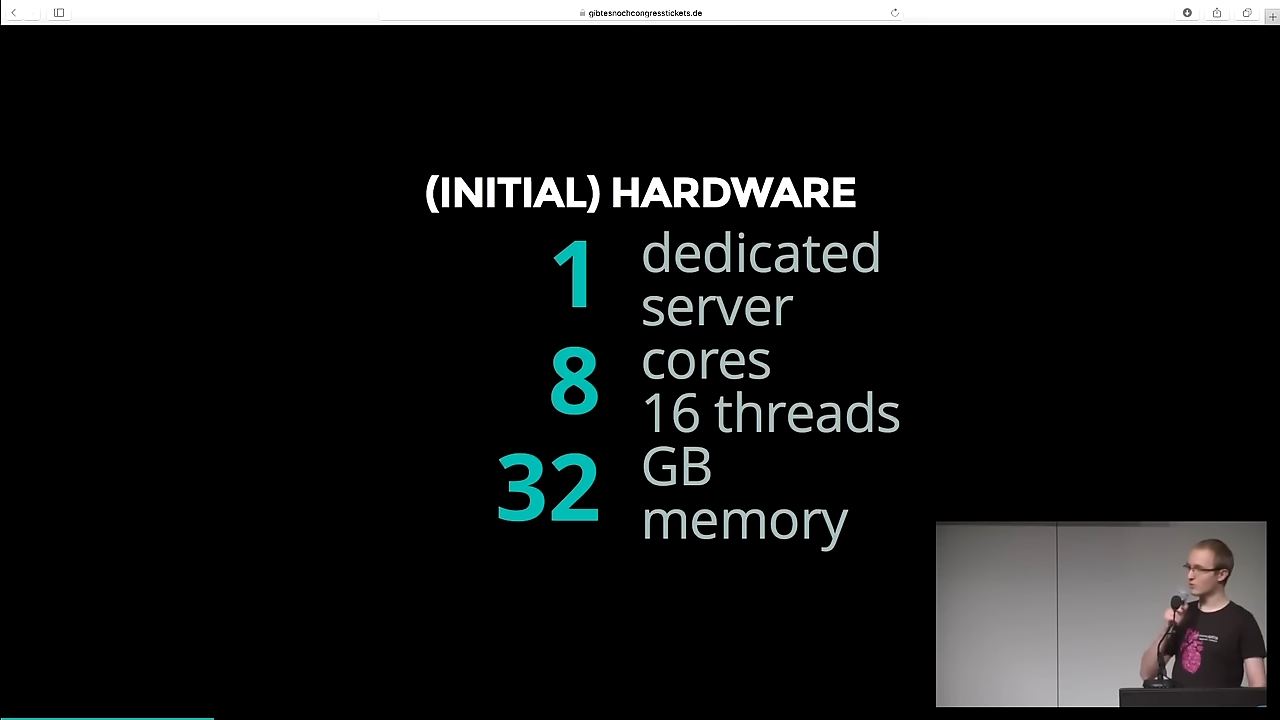 gibtesnochcongresstickets.de
(INITIAL) HARDWARE
1 dedicated
server
8 cores
16 threads
32 GB
memory